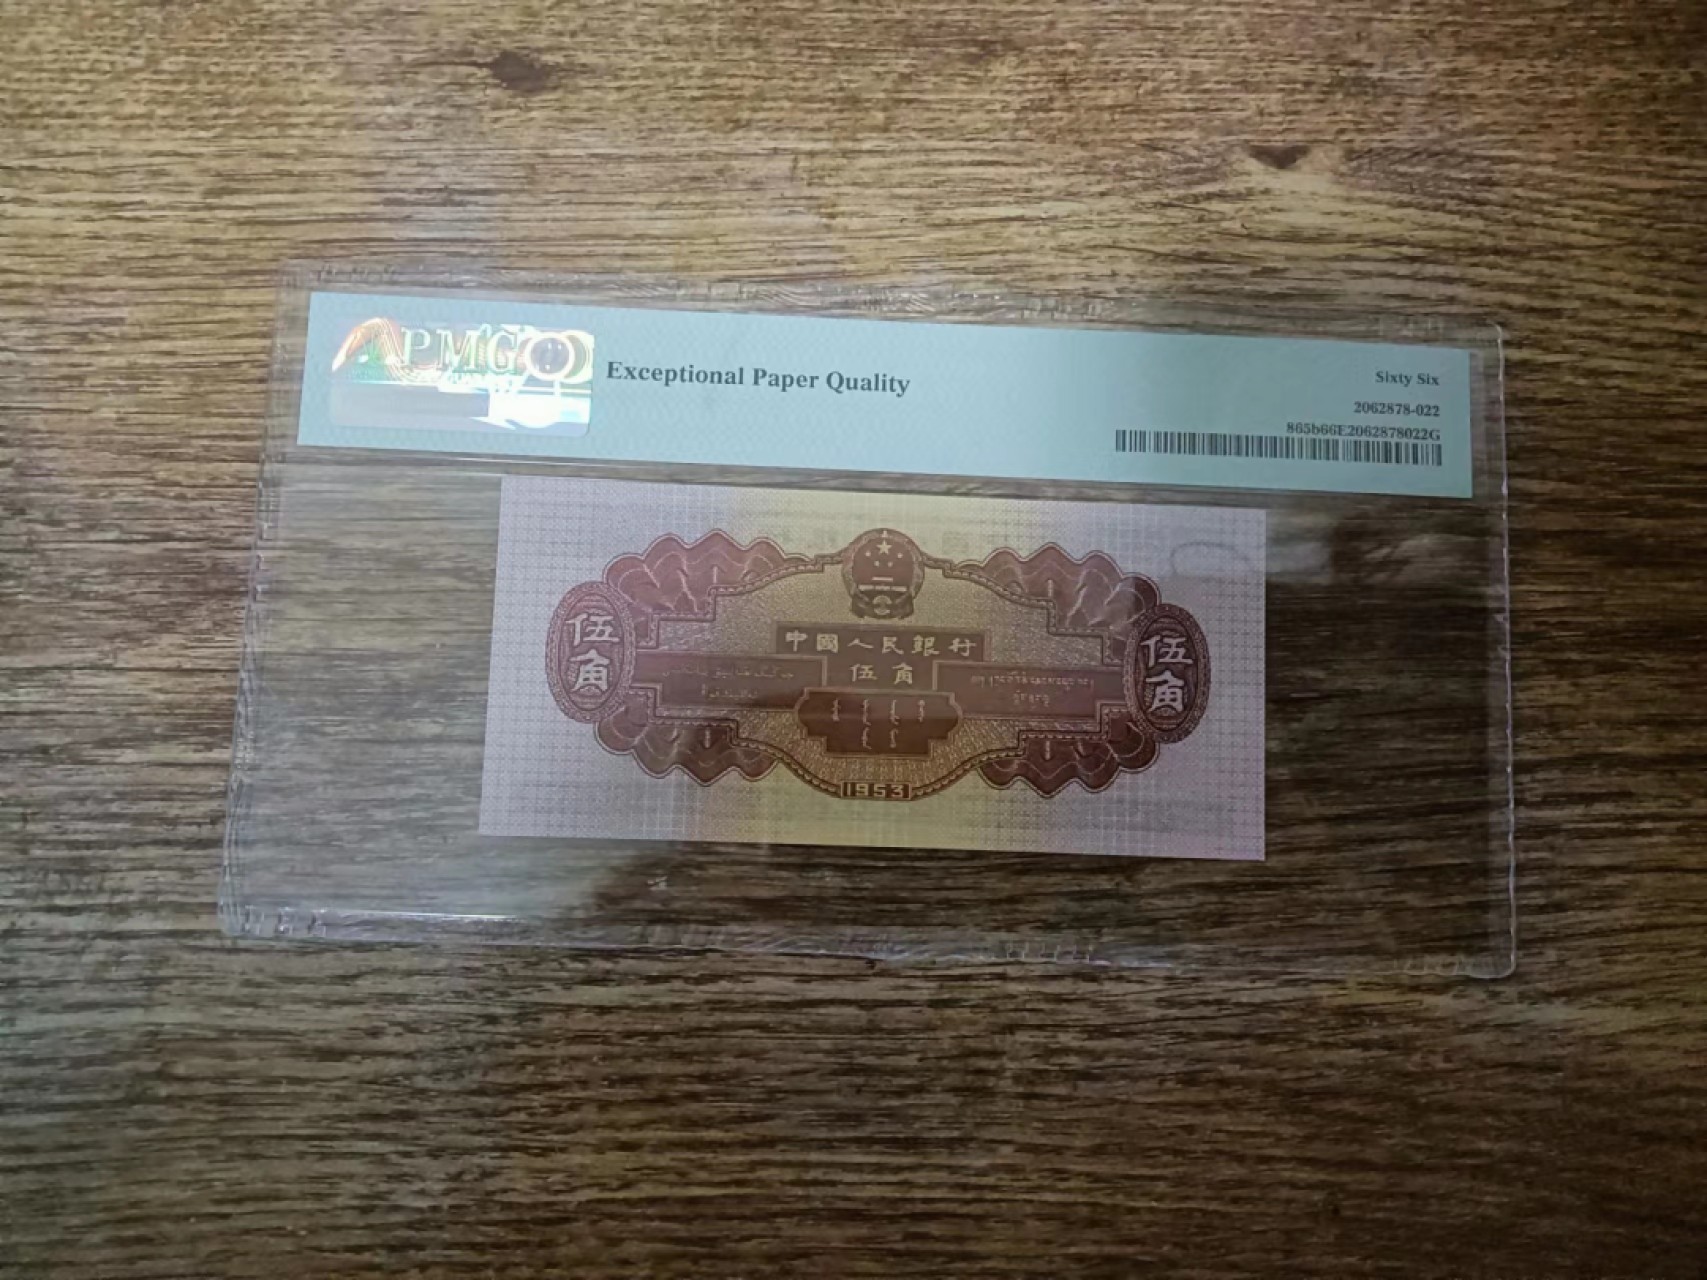 PMG
Exceptional Paper Quality
Sixty Six
2062878-022
865b66E2062878022G
伍角
中國人民銀行
伍角
伍角
1953